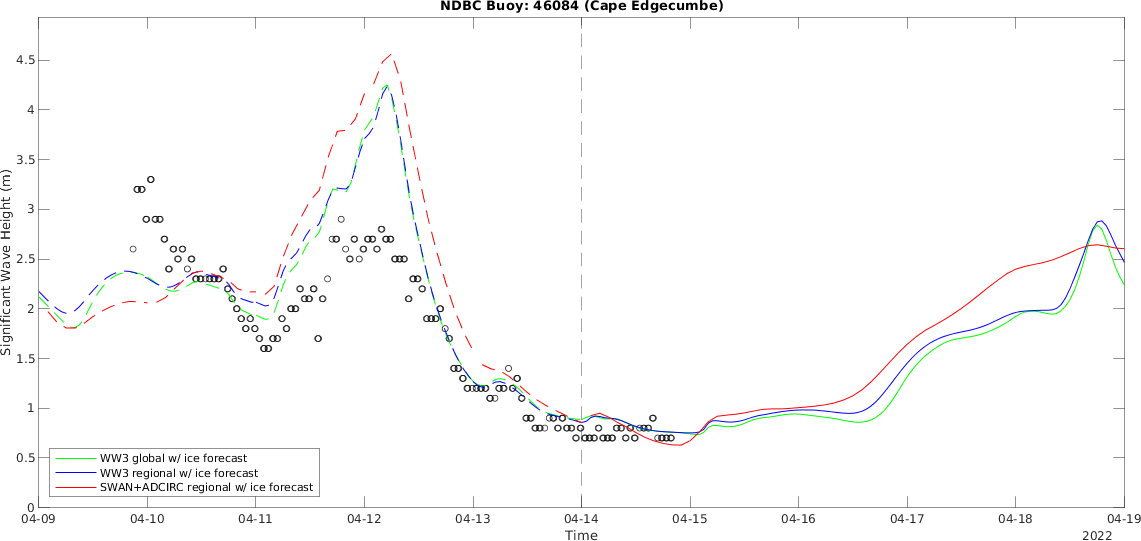 NDBC Buoy: 46084 (Cape Edgecumbe)
Significant Wave Height (m)
4.5
4
3.5
3
2.5
2
1.5
1
0.5
0
WW3 global w/ ice forecast
WW3 regional w/ ice forecast
SWAN+ADCIRC regional w/ ice forecast
04-09 04-10 04-11 04-12 04-13 04-14 04-15 04-16 04-17 04-18 04-19
Time
2022